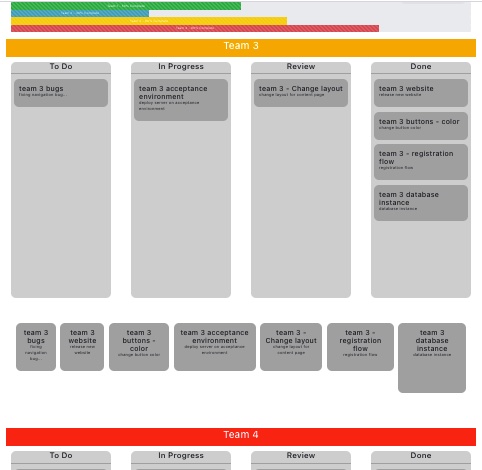 Team 3
To Do
In Progress
Review
Done
team 3 bugs
fixing navigation bug...
team 3 acceptance
environment
deploy server on acceptance
environment
team 3 - Change layout
change layout for content page
team 3 website
release new website
team 3 buttons - color
change button color
team 3 - registration
flow
registration flow
team 3 database
instance
database instance
team 3
bugs
fixing
navigation
bug...
team 3
website
release new
website
team 3
buttons -
color
change button color
team 3 acceptance
environment
deploy server on acceptance
environment
team 3 -
Change layout
change layout for
content page
team 3 -
registration
flow
registration flow
team 3
database
instance
database instance
Team 4
To Do
In Progress
Review
Done